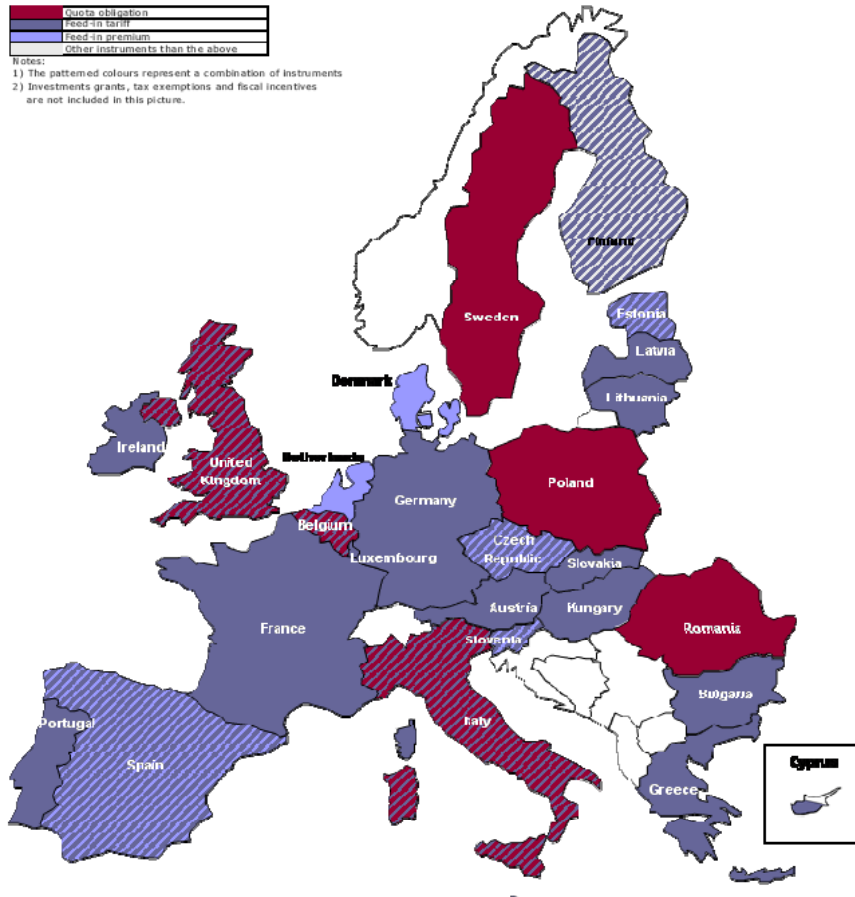 Quota obligation
Feed-in tariff
Feed-in premium
Other instruments than the above
Notes:
1) The patterned colours represent a combination of instruments
2) Investments grants, tax exemptions and fiscal incentives
are not included in this picture.
Finland
Sweden
Estonia
Latvia
Denmark
Lithuania
Ireland
Netherlands
United
Kingdom
Germany
Poland
Belgium
Czech
Republic
Luxembourg
Slovakia
Austria
Hungary
France
Romania
Slovenia
Bulgaria
Portugal
Italy
Spain
Cyprus
Greece